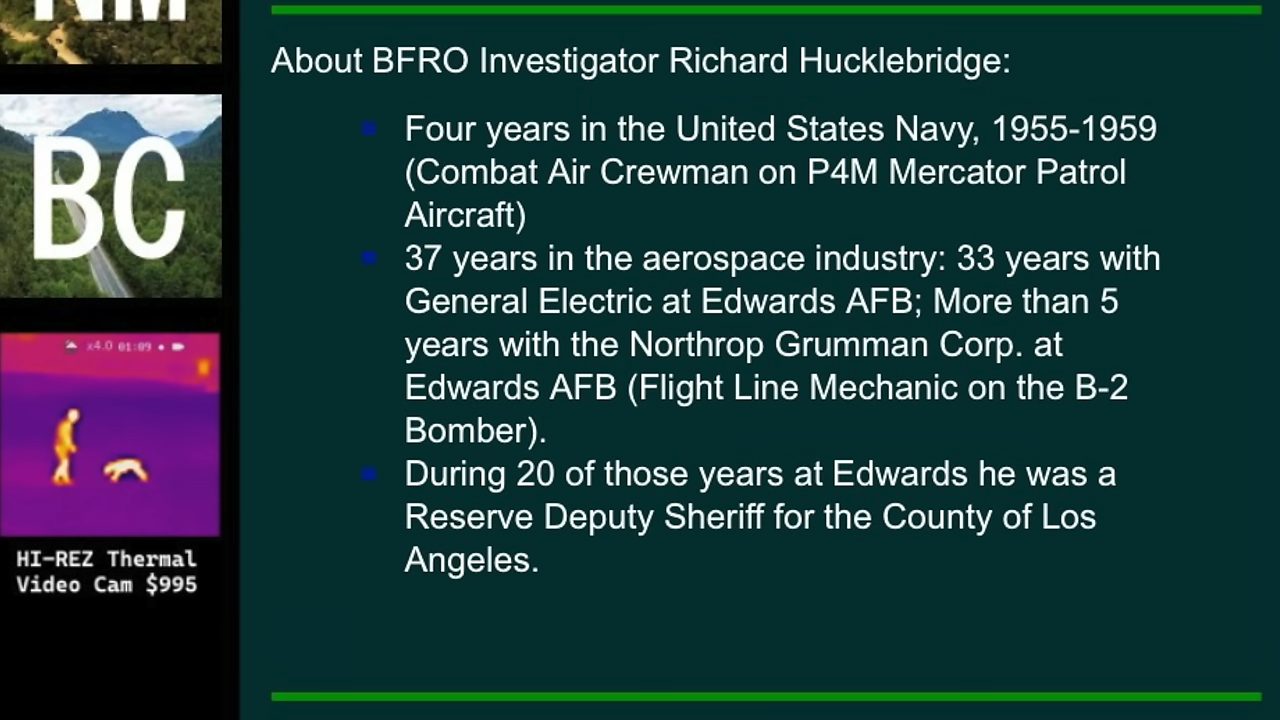 NM
BC
x4.0 01:09
HI-REZ Thermal
Video Cam $995
About BFRO Investigator Richard Hucklebridge:
Four years in the United States Navy, 1955-1959
(Combat Air Crewman on P4M Mercator Patrol
Aircraft)
37 years in the aerospace industry: 33 years with
General Electric at Edwards AFB; More than 5
years with the Northrop Grumman Corp. at
Edwards AFB (Flight Line Mechanic on the B-2
Bomber).
During 20 of those years at Edwards he was a
Reserve Deputy Sheriff for the County of Los
Angeles.